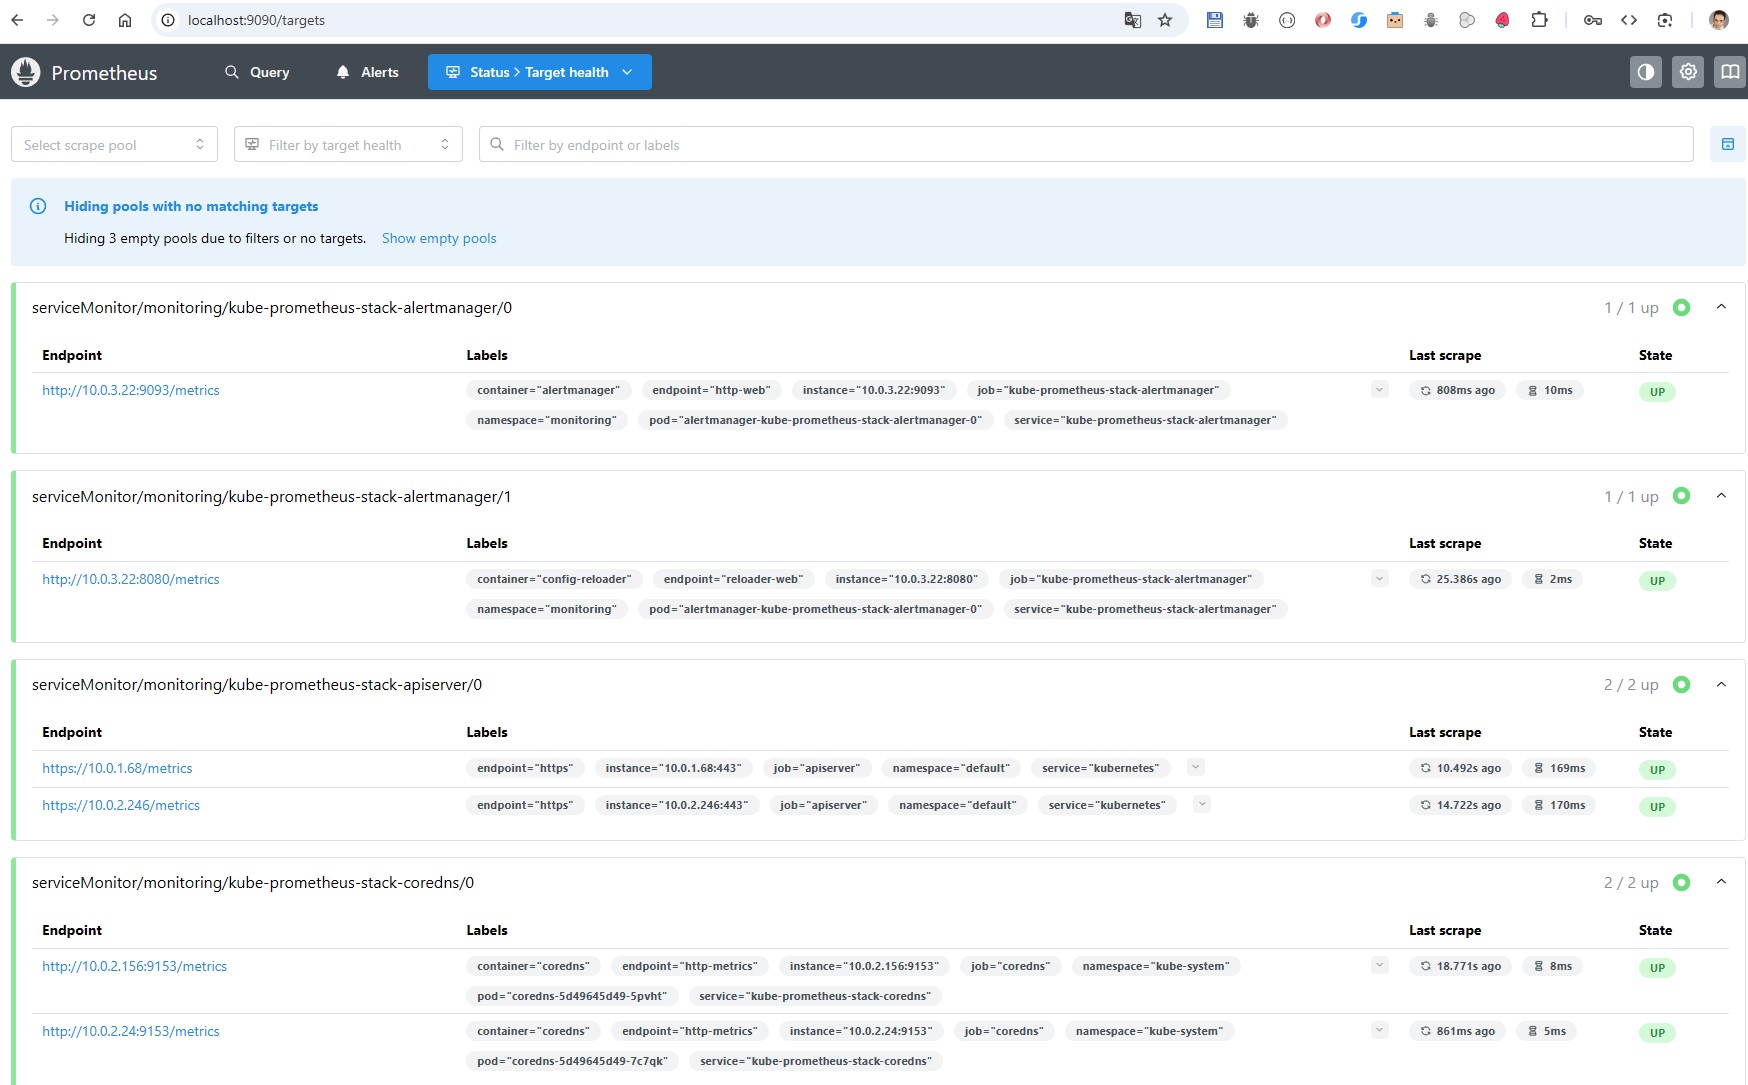 localhost:9090/targets
Prometheus Query Alerts Status > Target health
Select scrape pool Filter by target health Filter by endpoint or labels
Hiding pools with no matching targets
Hiding 3 empty pools due to filters or no targets. Show empty pools
serviceMonitor/monitoring/kube-prometheus-stack-alertmanager/0 1 / 1 up
Endpoint Labels Last scrape State
http://10.0.3.22:9093/metrics container="alertmanager" endpoint="http-web" instance="10.0.3.22:9093" job="kube-prometheus-stack-alertmanager" 808ms ago 10ms UP
namespace="monitoring" pod="alertmanager-kube-prometheus-stack-alertmanager-0" service="kube-prometheus-stack-alertmanager"
serviceMonitor/monitoring/kube-prometheus-stack-alertmanager/1 1 / 1 up
Endpoint Labels Last scrape State
http://10.0.3.22:8080/metrics container="config-reloader" endpoint="reloader-web" instance="10.0.3.22:8080" job="kube-prometheus-stack-alertmanager" 25.386s ago 2ms UP
namespace="monitoring" pod="alertmanager-kube-prometheus-stack-alertmanager-0" service="kube-prometheus-stack-alertmanager"
serviceMonitor/monitoring/kube-prometheus-stack-apiserver/0 2 / 2 up
Endpoint Labels Last scrape State
https://10.0.1.68/metrics endpoint="https" instance="10.0.1.68:443" job="apiserver" namespace="default" service="kubernetes" 10.492s ago 169ms UP
https://10.0.2.246/metrics endpoint="https" instance="10.0.2.246:443" job="apiserver" namespace="default" service="kubernetes" 14.722s ago 170ms UP
serviceMonitor/monitoring/kube-prometheus-stack-coredns/0 2 / 2 up
Endpoint Labels Last scrape State
http://10.0.2.156:9153/metrics container="coredns" endpoint="http-metrics" instance="10.0.2.156:9153" job="coredns" namespace="kube-system" 18.771s ago 8ms UP
pod="coredns-5d49645d49-5pvht" service="kube-prometheus-stack-coredns"
http://10.0.2.24:9153/metrics container="coredns" endpoint="http-metrics" instance="10.0.2.24:9153" job="coredns" namespace="kube-system" 861ms ago 5ms UP
pod="coredns-5d49645d49-7c7qk" service="kube-prometheus-stack-coredns"